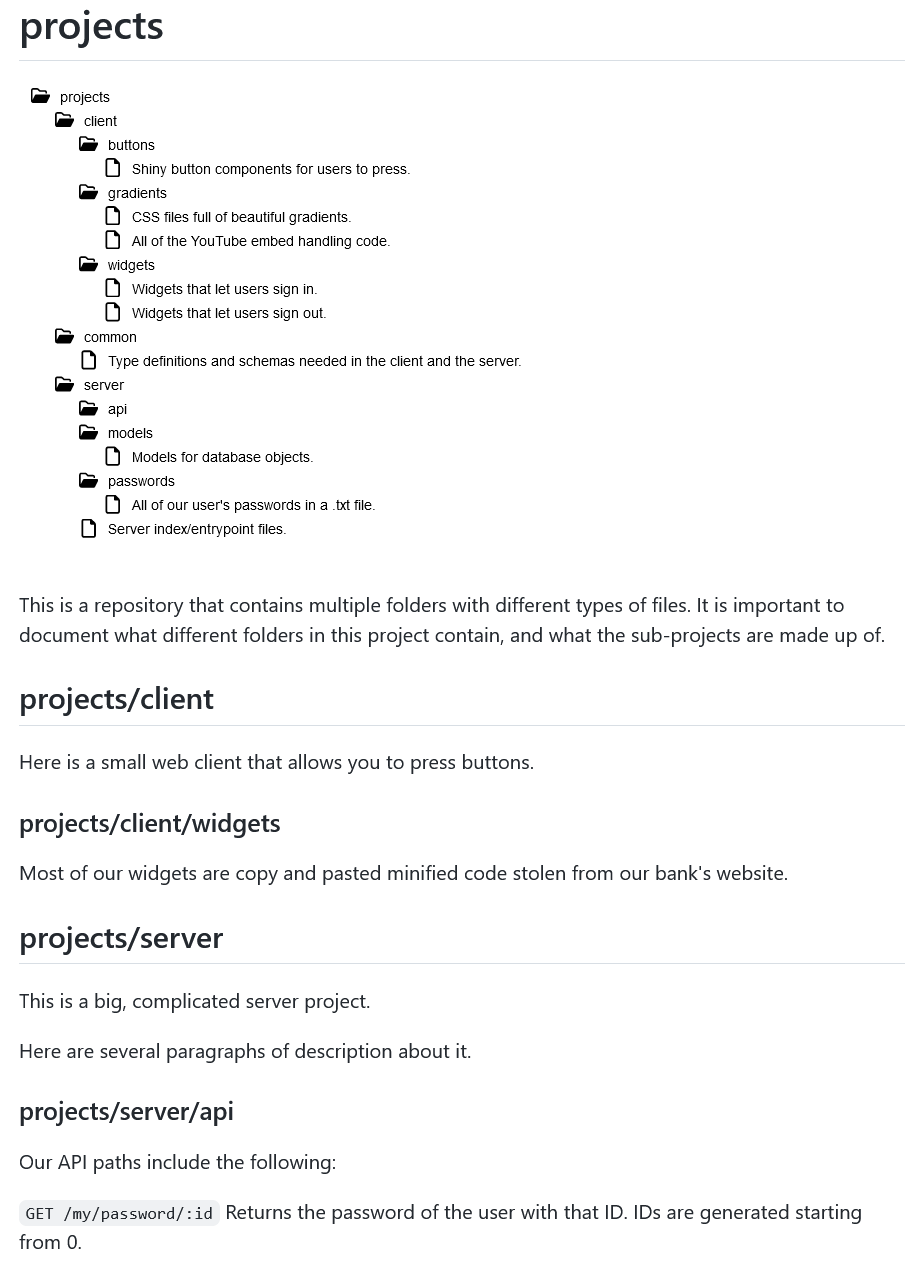 projects
projects
client
buttons
Shiny button components for users to press.
gradients
CSS files full of beautiful gradients.
All of the YouTube embed handling code.
widgets
Widgets that let users sign in.
Widgets that let users sign out.
common
Type definitions and schemas needed in the client and the server.
server
api
models
Models for database objects.
passwords
All of our user's passwords in a .txt file.
Server index/entrypoint files.
This is a repository that contains multiple folders with different types of files. It is important to
document what different folders in this project contain, and what the sub-projects are made up of.
projects/client
Here is a small web client that allows you to press buttons.
projects/client/widgets
Most of our widgets are copy and pasted minified code stolen from our bank's website.
projects/server
This is a big, complicated server project.
Here are several paragraphs of description about it.
projects/server/api
Our API paths include the following:
GET /my/password/:id Returns the password of the user with that ID. IDs are generated starting
from 0.